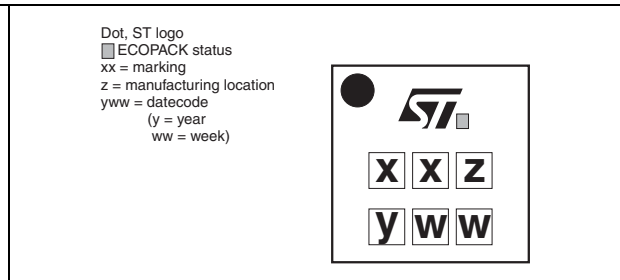 Dot, ST logo
ECOPACK status
xx = marking
z = manufacturing location
yww = datecode
(y = year
ww = week)
ST
x x z
y w w